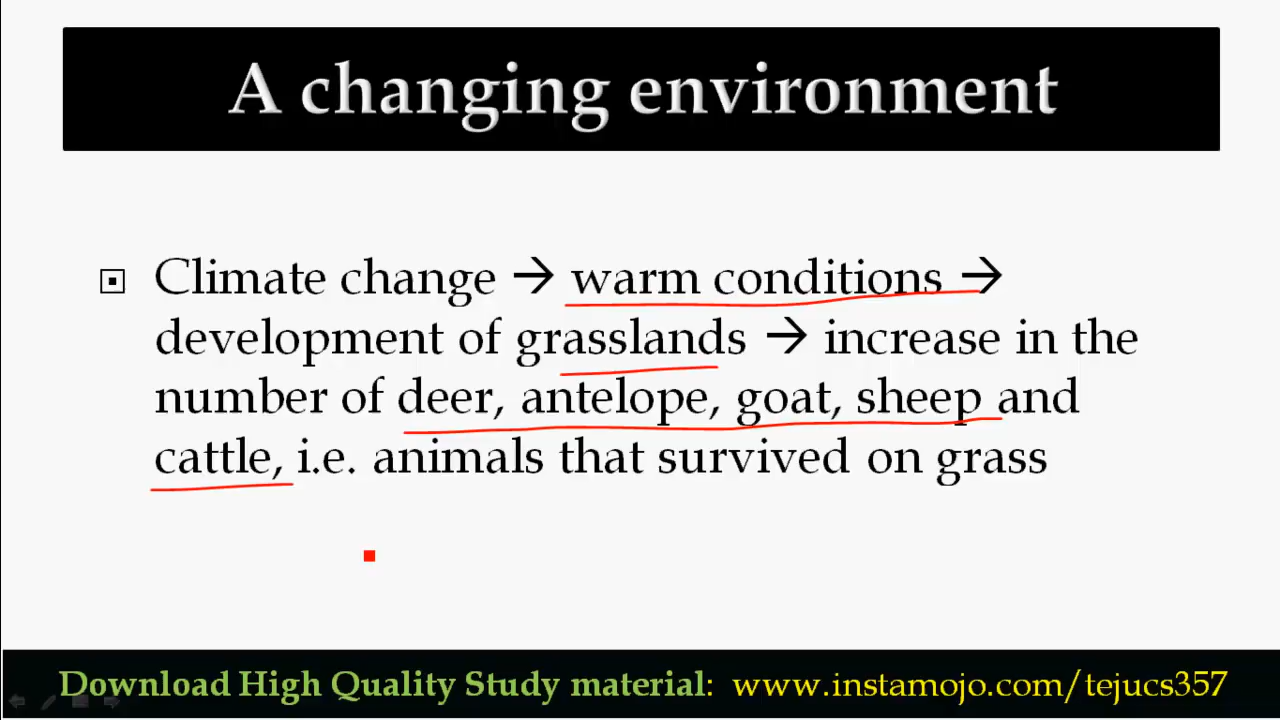 A changing environment
Climate change → warm conditions →
development of grasslands → increase in the
number of deer, antelope, goat, sheep and
cattle, i.e. animals that survived on grass
Download High Quality Study material: www.instamojo.com/tejucs357